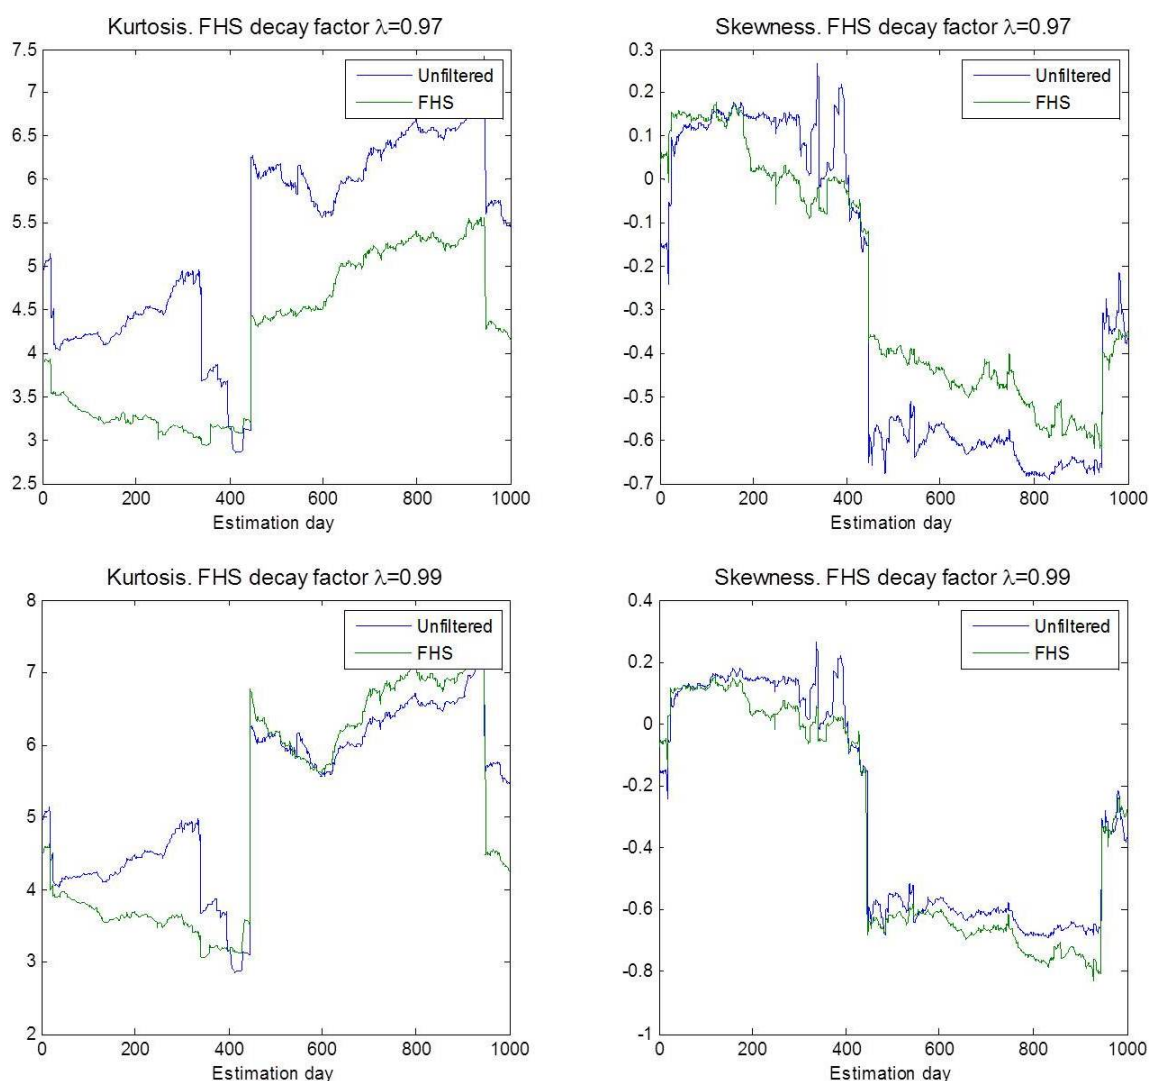 Kurtosis. FHS decay factor λ=0.97
7.5
7
6.5
6
5.5
5
4.5
4
3.5
3
2.5
0 200 400 600 800 1000
Estimation day
Unfiltered
FHS
Skewness. FHS decay factor λ=0.97
0.3
0.2
0.1
0
-0.1
-0.2
-0.3
-0.4
-0.5
-0.6
-0.7
0 200 400 600 800 1000
Estimation day
Unfiltered
FHS
Kurtosis. FHS decay factor λ=0.99
8
7
6
5
4
3
2
0 200 400 600 800 1000
Estimation day
Unfiltered
FHS
Skewness. FHS decay factor λ=0.99
0.4
0.2
0
-0.2
-0.4
-0.6
-0.8
-1
0 200 400 600 800 1000
Estimation day
Unfiltered
FHS